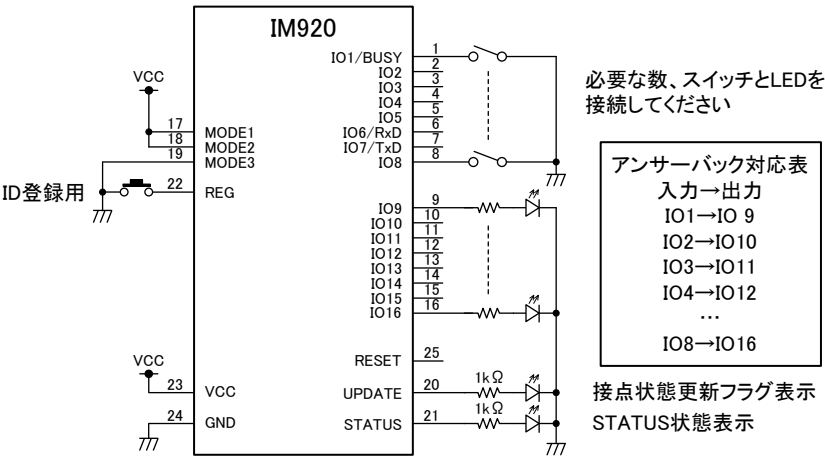 IM920
IO1/BUSY 1
IO2 2
IO3 3
IO4 4
IO5 5
IO6/RxD 6
IO7/TxD 7
IO8 8
VCC
17 MODE1
18 MODE2
19 MODE3
ID登録用
22 REG
IO9 9
IO10 10
IO11 11
IO12 12
IO13 13
IO14 14
IO15 15
IO16 16
RESET 25
VCC
23 VCC
24 GND
UPDATE 20 1kΩ
STATUS 21 1kΩ
必要な数、スイッチとLEDを
接続してください
アンサーバック対応表
入力→出力
IO1→IO 9
IO2→IO10
IO3→IO11
IO4→IO12
…
IO8→IO16
接点状態更新フラグ表示
STATUS状態表示